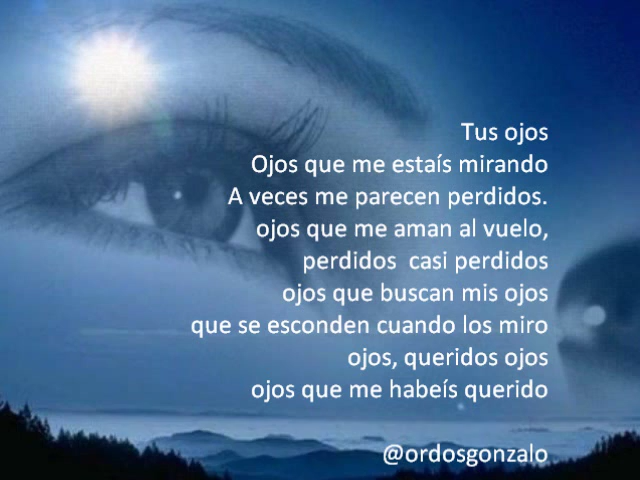 Tus ojos
Ojos que me estaís mirando
A veces me parecen perdidos.
ojos que me aman al vuelo,
perdidos  casi perdidos
ojos que buscan mis ojos
que se esconden cuando los miro
ojos, queridos ojos
ojos que me habeís querido
@ordosgonzalo